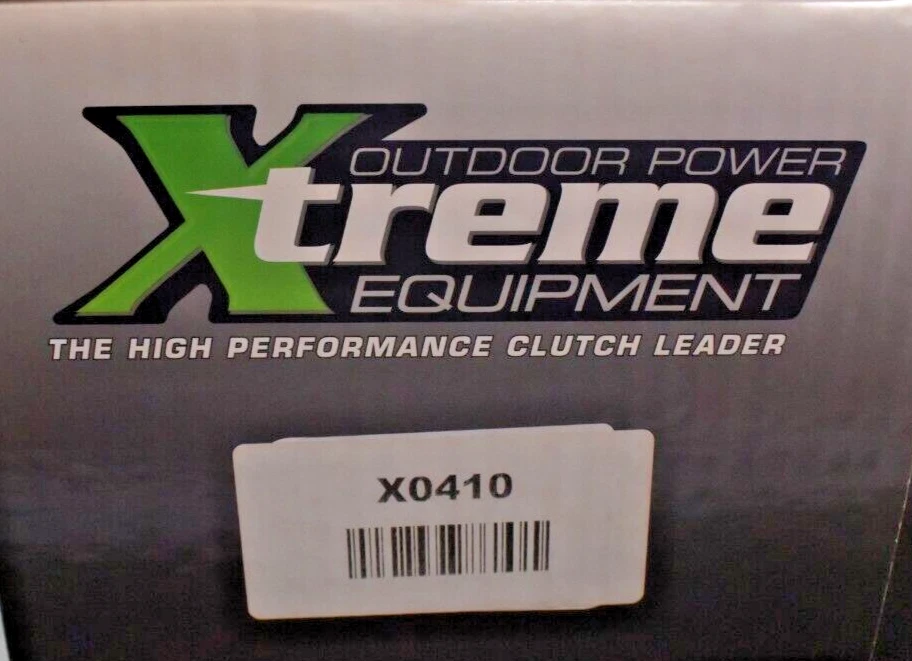 OUTDOOR POWER
Xtreme
EQUIPMENT
THE HIGH PERFORMANCE CLUTCH LEADER
X0410